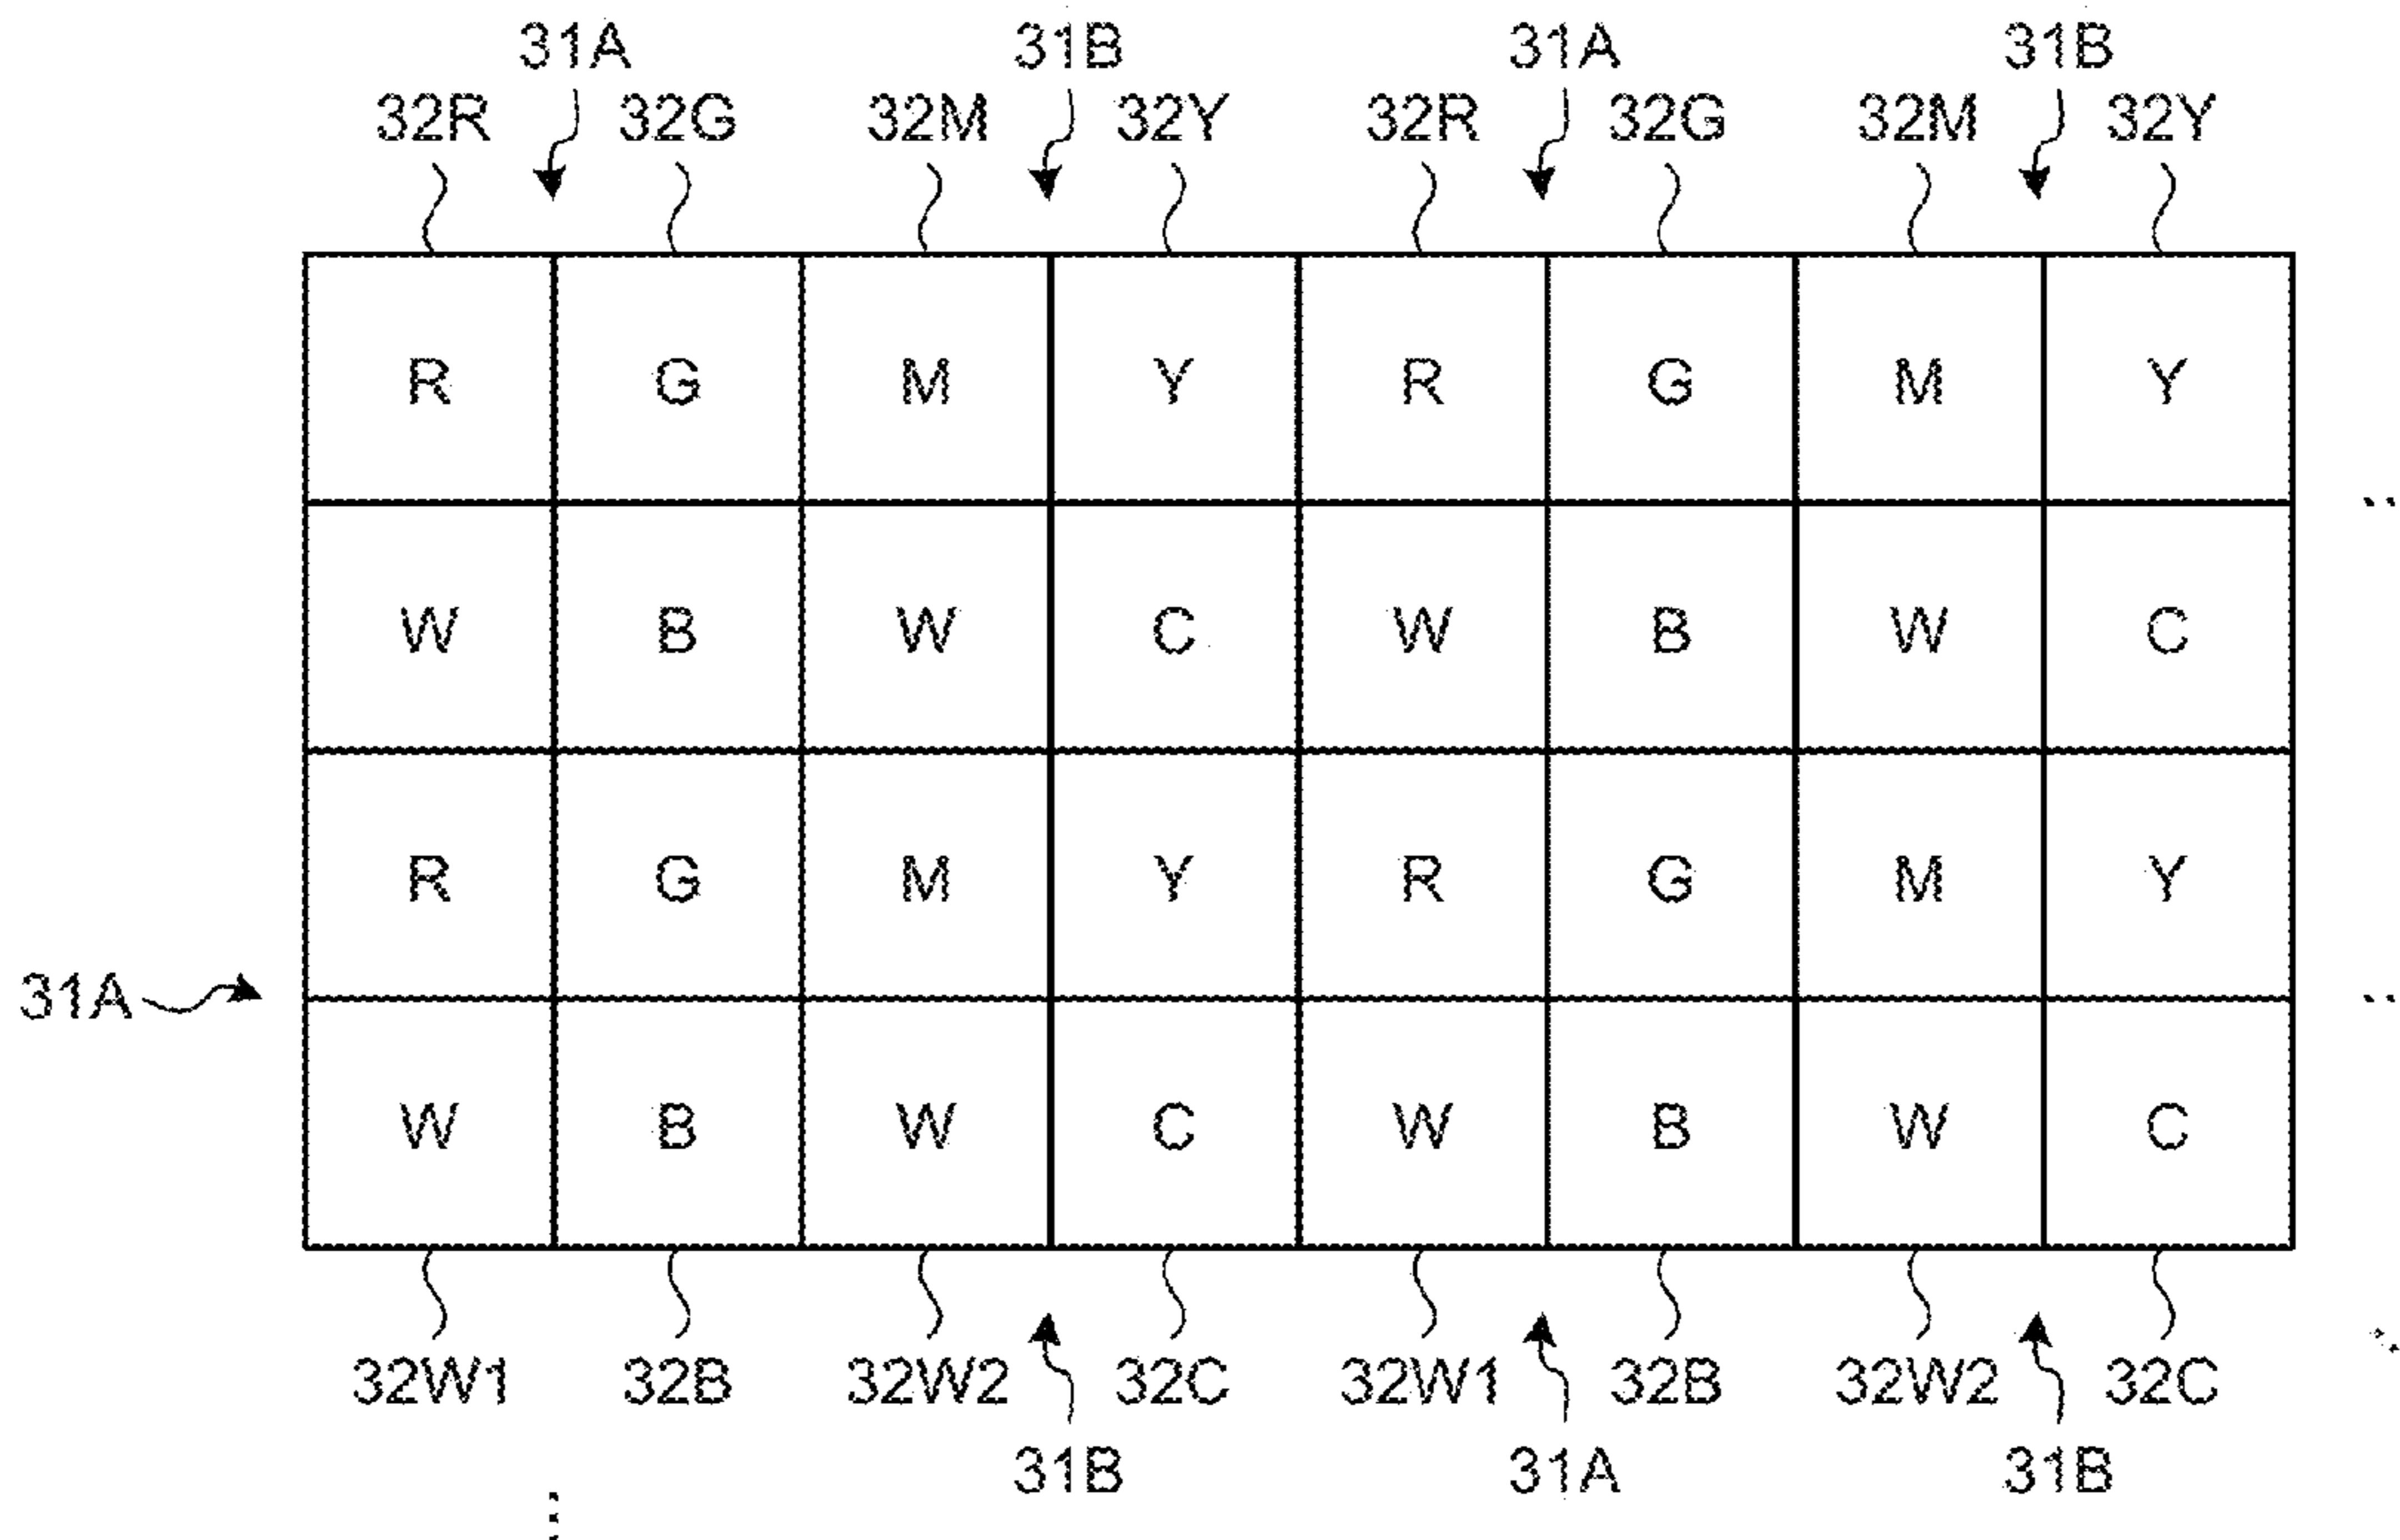 31A 31B 31A 31B
32R 32G 32M 32Y 32R 32G 32M 32Y
R G M Y R G M Y
W B W C W B W C
R G M Y R G M Y
31A
W B W C W B W C
32W1 32B 32W2 32C 32W1 32B 32W2 32C
31B 31A 31B